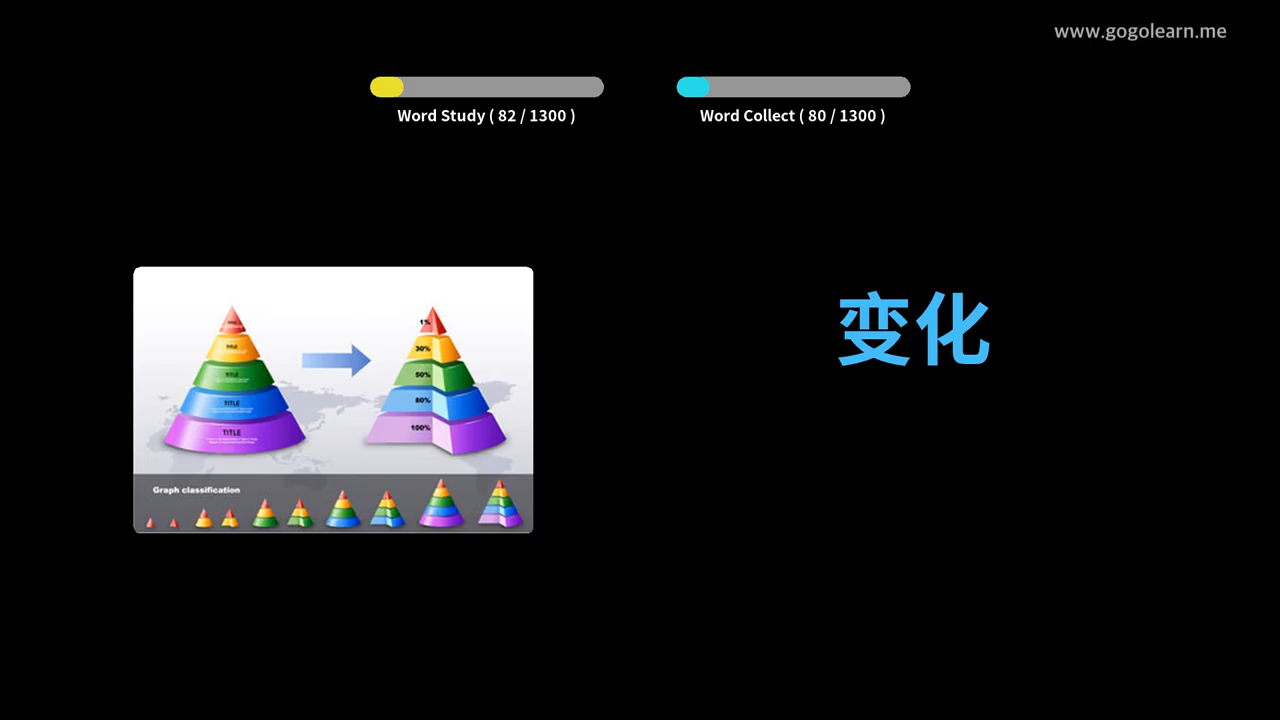 www.gogolearn.me
Word Study ( 82 / 1300 )
Word Collect ( 80 / 1300 )
变化
TITLE
TITLE
TITLE
TITLE
1%
30%
50%
80%
100%
Graph classification